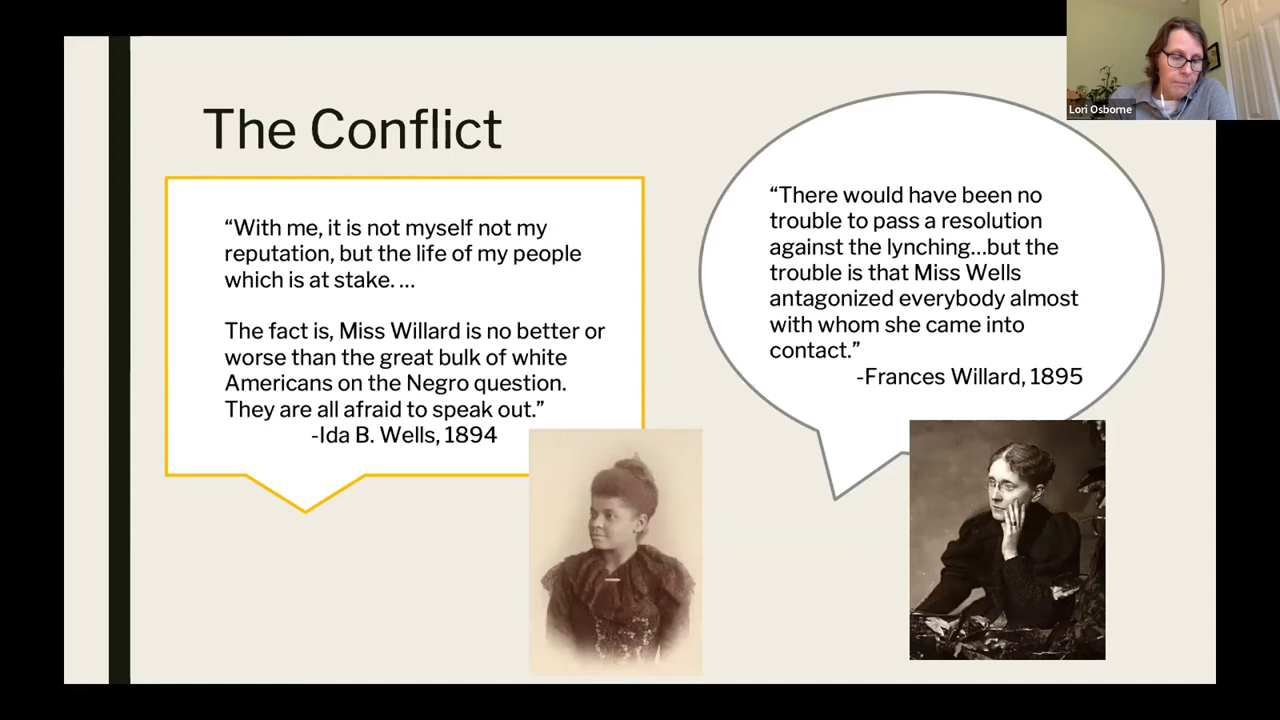 The Conflict
“With me, it is not myself not my
reputation, but the life of my people
which is at stake. …
The fact is, Miss Willard is no better or
worse than the great bulk of white
Americans on the Negro question.
They are all afraid to speak out.”
-Ida B. Wells, 1894
“There would have been no
trouble to pass a resolution
against the lynching…but the
trouble is that Miss Wells
antagonized everybody almost
with whom she came into
contact.”
-Frances Willard, 1895
Lori Osborne